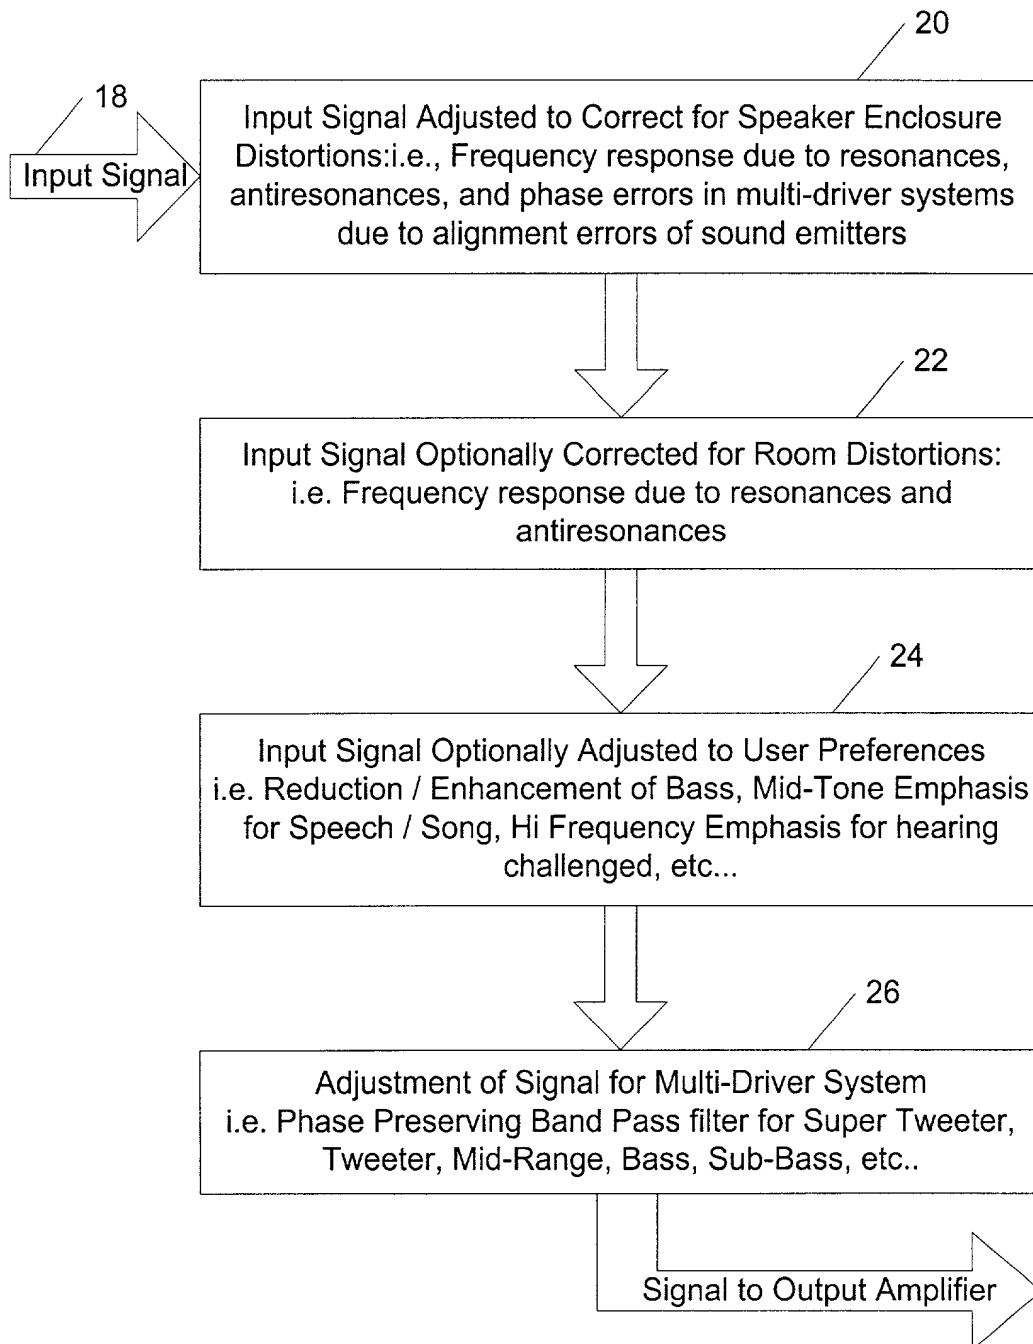 20
18
Input Signal
Input Signal Adjusted to Correct for Speaker Enclosure
Distortions:i.e., Frequency response due to resonances,
antiresonances, and phase errors in multi-driver systems
due to alignment errors of sound emitters
22
Input Signal Optionally Corrected for Room Distortions:
i.e. Frequency response due to resonances and
antiresonances
24
Input Signal Optionally Adjusted to User Preferences
i.e. Reduction / Enhancement of Bass, Mid-Tone Emphasis
for Speech / Song, Hi Frequency Emphasis for hearing
challenged, etc...
26
Adjustment of Signal for Multi-Driver System
i.e. Phase Preserving Band Pass filter for Super Tweeter,
Tweeter, Mid-Range, Bass, Sub-Bass, etc..
Signal to Output Amplifier